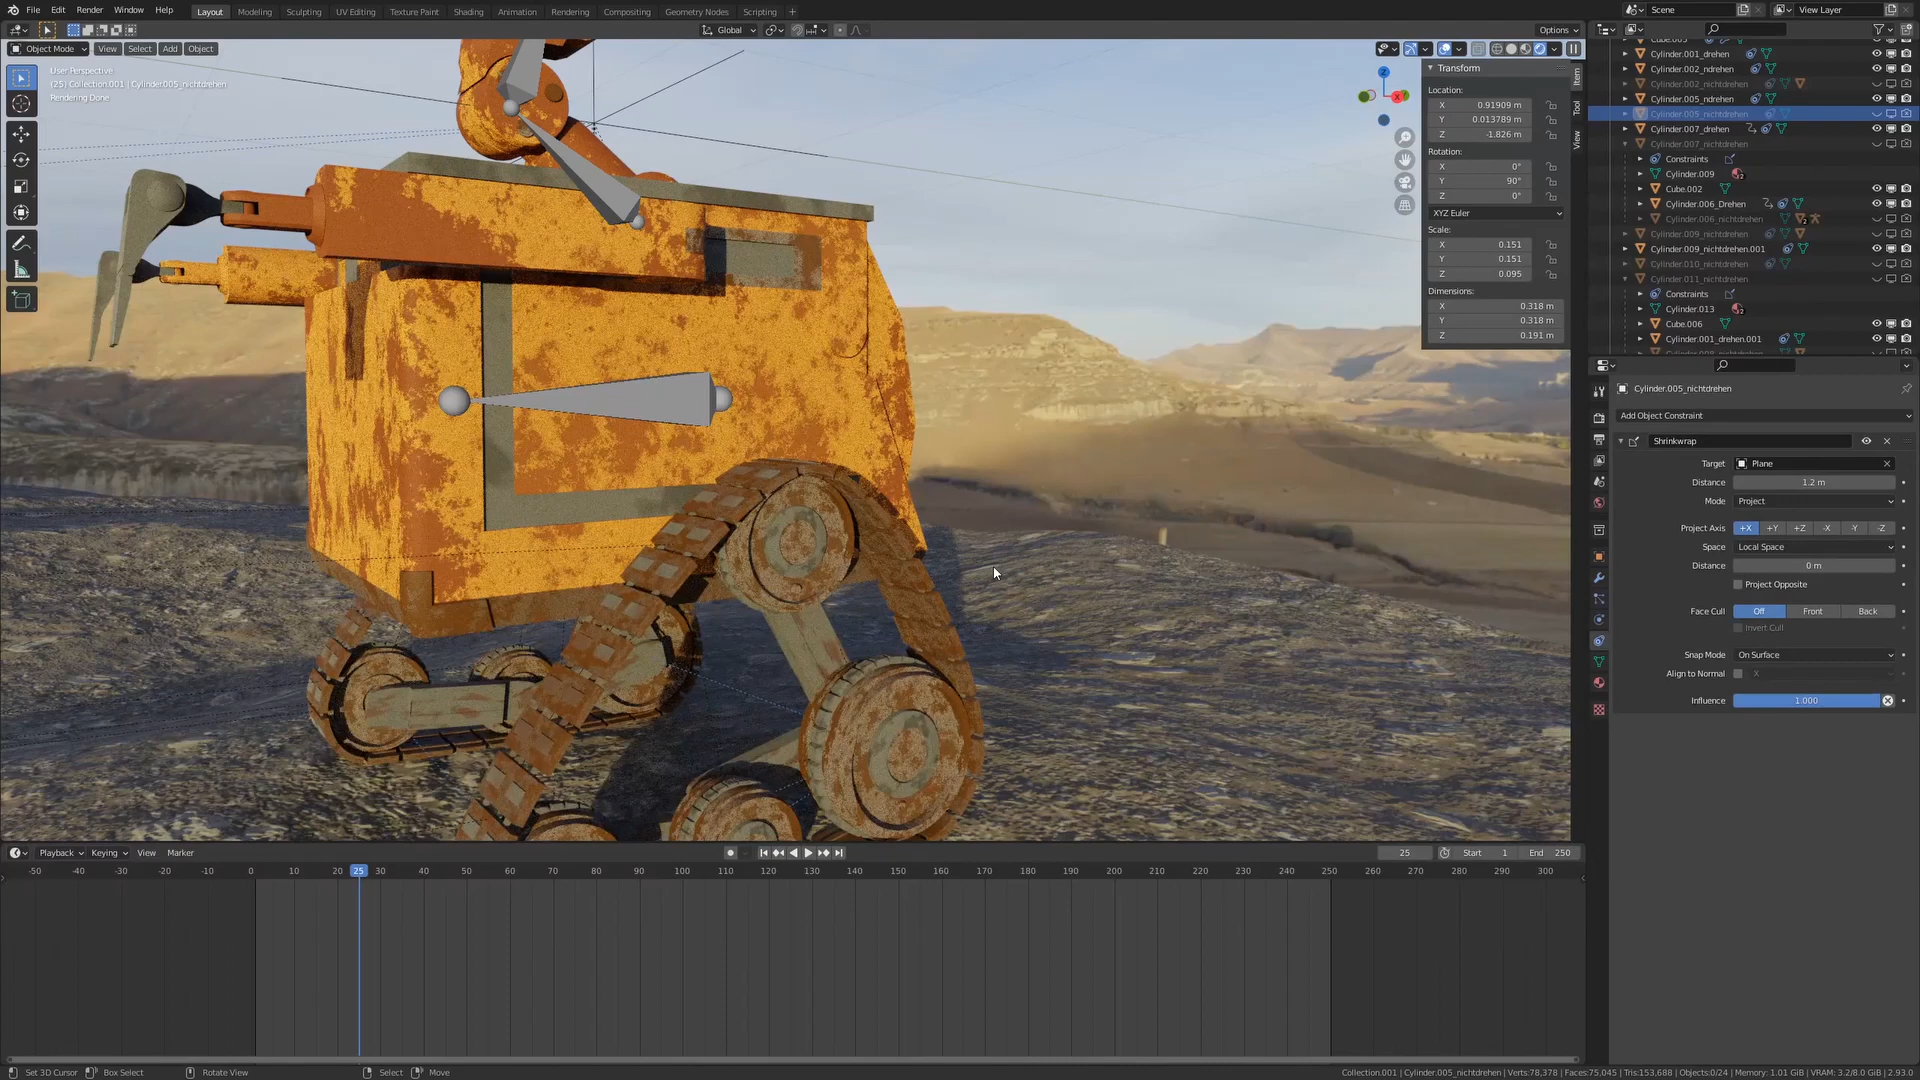 File Edit Render Window Help Layout Modeling Sculpting UV Editing Texture Paint Shading Animation Rendering Compositing Geometry Nodes Scripting + Scene View Layer
Global Options
Object Mode View Select Add Object
User Perspective
(25) Collection.001 | Cylinder.005_nichtdrehen
Rendering Done
Transform
Location:
X 0.91909 m
Y 0.013789 m
Z -1.826 m
Rotation:
X 0°
Y 90°
Z 0°
XYZ Euler
Scale:
X 0.151
Y 0.151
Z 0.095
Dimensions:
X 0.318 m
Y 0.318 m
Z 0.191 m
Item
Tool
View
Z
X
Cube.005
Cylinder.001_drehen
Cylinder.002_ndrehen
Cylinder.002_nichtdrehen
Cylinder.005_ndrehen
Cylinder.005_nichtdrehen
Cylinder.007_drehen
Cylinder.007_nichtdrehen
Constraints
Cylinder.009
2
Cube.002
Cylinder.006_Drehen
Cylinder.006_nichtdrehen
2
Cylinder.009_nichtdrehen
Cylinder.009_nichtdrehen.001
Cylinder.010_nichtdrehen
Cylinder.011_nichtdrehen
Constraints
Cylinder.013
2
Cube.006
Cylinder.001_drehen.001
Cylinder.005_nichtdrehen
Add Object Constraint
Shrinkwrap
Target Plane
Distance 1.2 m
Mode Project
Project Axis +X +Y +Z -X -Y -Z
Space Local Space
Distance 0 m
Project Opposite
Face Cull Off Front Back
Invert Cull
Snap Mode On Surface
Align to Normal X
Influence 1.000
Playback Keying View Marker 25 Start 1 End 250
-50 -40 -30 -20 -10 0 10 20 25 30 40 50 60 70 80 90 100 110 120 130 140 150 160 170 180 190 200 210 220 230 240 250 260 270 280 290 300
Set 3D Cursor Box Select Rotate View Select Move Collection.001 | Cylinder.005_nichtdrehen | Verts:78,378 | Faces:75,045 | Tris:153,688 | Objects:0/24 | Memory: 1.01 GiB | VRAM: 3.2/8.0 GiB | 2.93.0